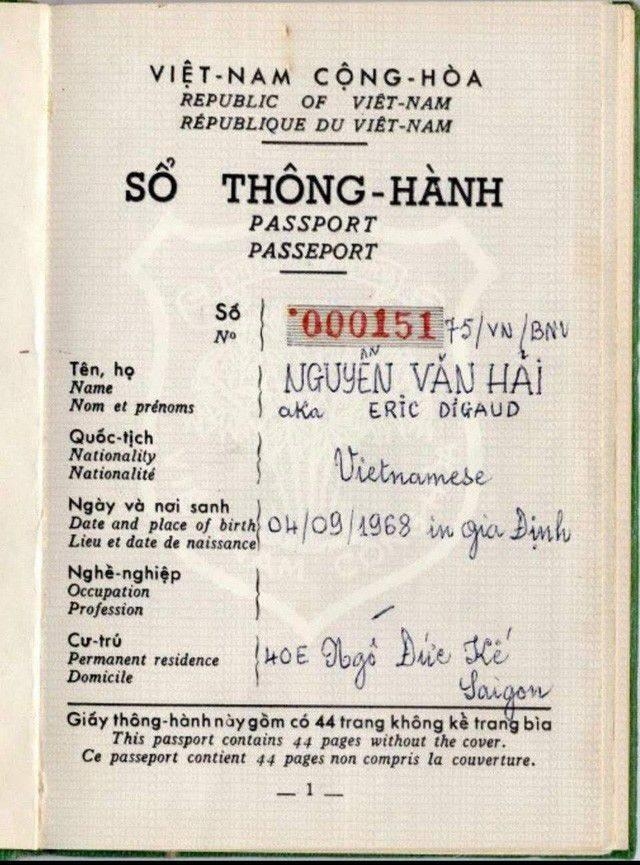 VIỆT-NAM CỘNG-HÒA
REPUBLIC OF VIÊT-NAM
RÉPUBLIQUE DU VIÊT-NAM
SỔ THÔNG-HÀNH
PASSPORT
PASSEPORT
Số
Nº
000151 75/VN/BNV
Tên, họ
Name
Nom et prénoms
NGUYỄN VĂN HẢI
aka ERIC DIGAUD
Quốc-tịch
Nationality
Nationalité
Vietnamese
Ngày và nơi sanh
Date and place of birth
Lieu et date de naissance
04/09/1968 in gia Định
Nghề-nghiệp
Occupation
Profession
Cư-trú
Permanent residence
Domicile
40E Ngô Đức Kế
Saigon
Giấy thông-hành này gồm có 44 trang không kể trang bìa
This passport contains 44 pages without the cover.
Ce passeport contient 44 pages non compris la couverture.
— 1 —